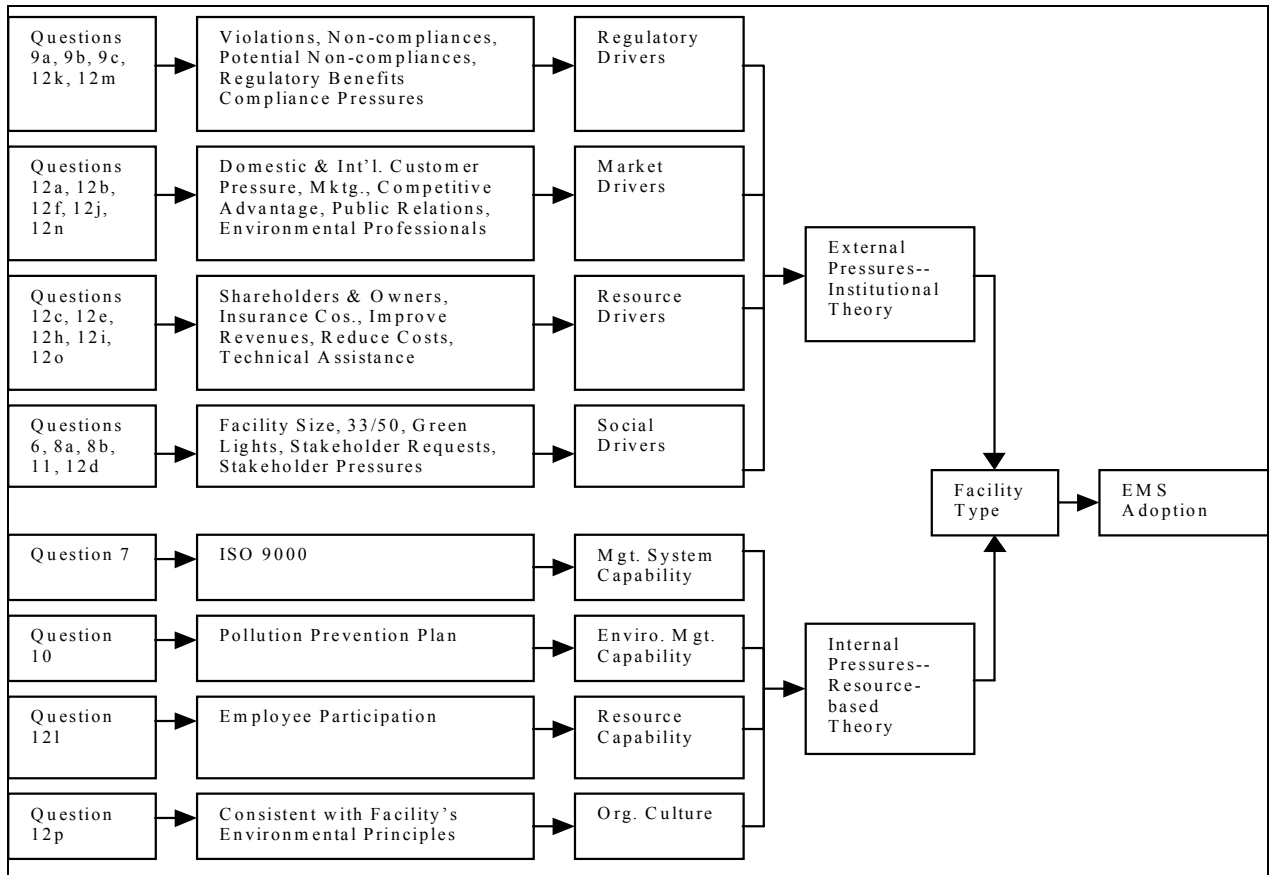 Questions
9a, 9b, 9c,
12k, 12m
Violations, Non-compliances,
Potential Non-compliances,
Regulatory Benefits
Compliance Pressures
Regulatory
Drivers
Questions
12a, 12b,
12f, 12j,
12n
Domestic & Int'l. Customer
Pressure, Mktg., Competitive
Advantage, Public Relations,
Environmental Professionals
Market
Drivers
Questions
12c, 12e,
12h, 12i,
12o
Shareholders & Owners,
Insurance Cos., Improve
Revenues, Reduce Costs,
Technical Assistance
Resource
Drivers
Questions
6, 8a, 8b,
11, 12d
Facility Size, 33/50, Green
Lights, Stakeholder Requests,
Stakeholder Pressures
Social
Drivers
External
Pressures--
Institutional
Theory
Facility
Type
EMS
Adoption
Question 7
ISO 9000
Mgt. System
Capability
Question
10
Pollution Prevention Plan
Enviro. Mgt.
Capability
Question
12l
Employee Participation
Resource
Capability
Question
12p
Consistent with Facility's
Environmental Principles
Org. Culture
Internal
Pressures--
Resource-
based
Theory